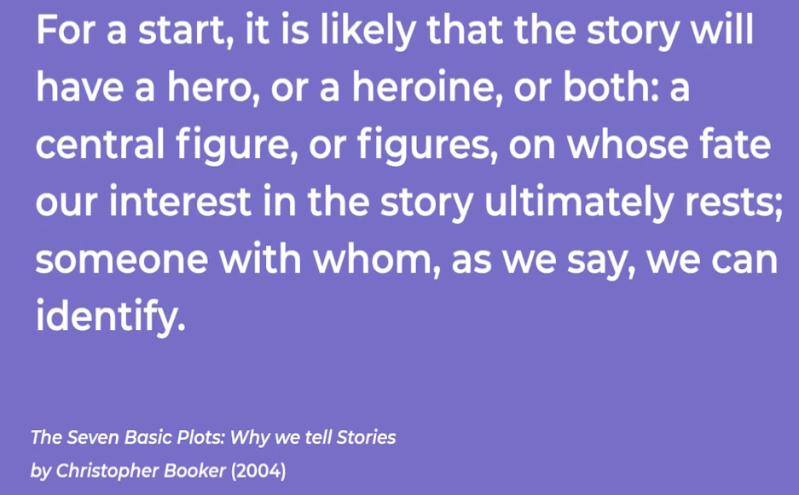 For a start, it is likely that the story will
have a hero, or a heroine, or both: a
central figure, or figures, on whose fate
our interest in the story ultimately rests;
someone with whom, as we say, we can
identify.
The Seven Basic Plots: Why we tell Stories
by Christopher Booker (2004)